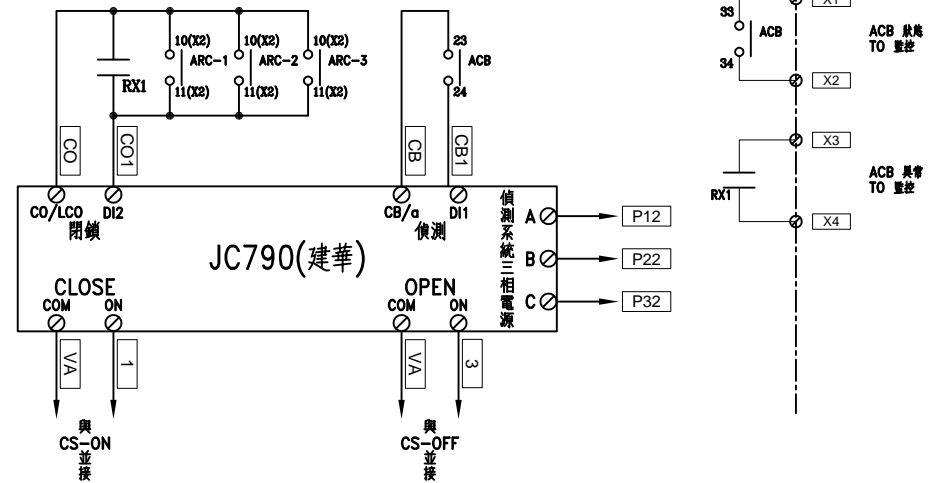 10(X2)
10(X2)
10(X2)
ARC-1
ARC-2
ARC-3
RX1
11(X2)
11(X2)
11(X2)
23
ACB
24
CO
CO1
CB
CB1
CO/LCO
DI2
閉鎖
CB/a
DI1
偵測
JC790(建華)
偵測系統三相電源
A
P12
B
P22
C
P32
CLOSE
COM
ON
OPEN
COM
ON
VA
1
VA
3
與
CS-ON
並
接
與
CS-OFF
並
接
X1
33
ACB
34
ACB 狀態
TO 監控
X2
X3
RX1
ACB 異常
TO 監控
X4